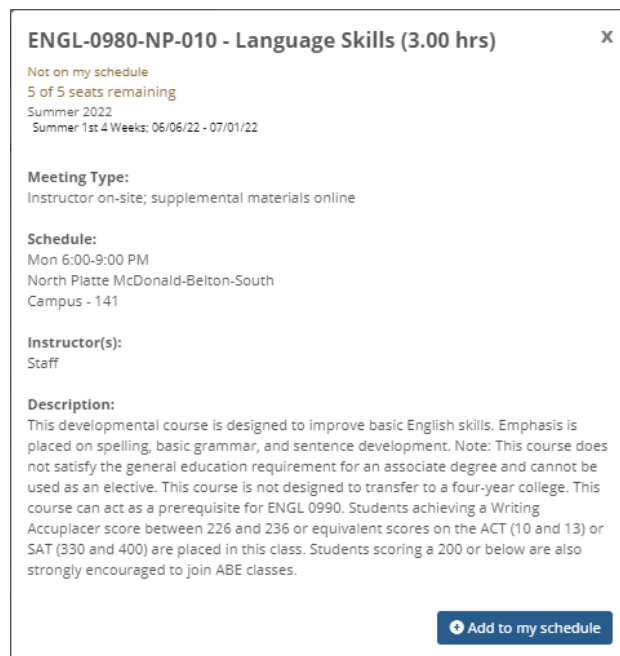 ENGL-0980-NP-010 - Language Skills (3.00 hrs)
x
Not on my schedule
5 of 5 seats remaining
Summer 2022
Summer 1st 4 Weeks; 06/06/22 - 07/01/22
Meeting Type:
Instructor on-site; supplemental materials online
Schedule:
Mon 6:00-9:00 PM
North Platte McDonald-Belton-South
Campus - 141
Instructor(s):
Staff
Description:
This developmental course is designed to improve basic English skills. Emphasis is
placed on spelling, basic grammar, and sentence development. Note: This course does
not satisfy the general education requirement for an associate degree and cannot be
used as an elective. This course is not designed to transfer to a four-year college. This
course can act as a prerequisite for ENGL 0990. Students achieving a Writing
Accuplacer score between 226 and 236 or equivalent scores on the ACT (10 and 13) or
SAT (330 and 400) are placed in this class. Students scoring a 200 or below are also
strongly encouraged to join ABE classes.
Add to my schedule